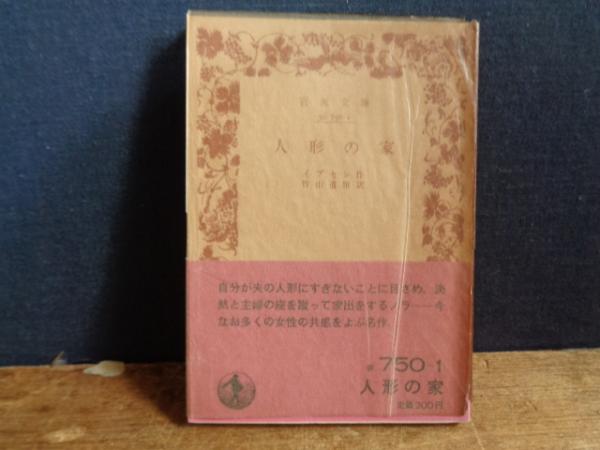 岩波文庫
人形の家
イプセン作
竹山道雄訳
自分が夫の人形にすぎないことに目ざめ、決
然と主婦の座を蹴って家出をするノラ――今
なお多くの女性の共感をよぶ名作。
赤 750-1
人形の家
定価300円